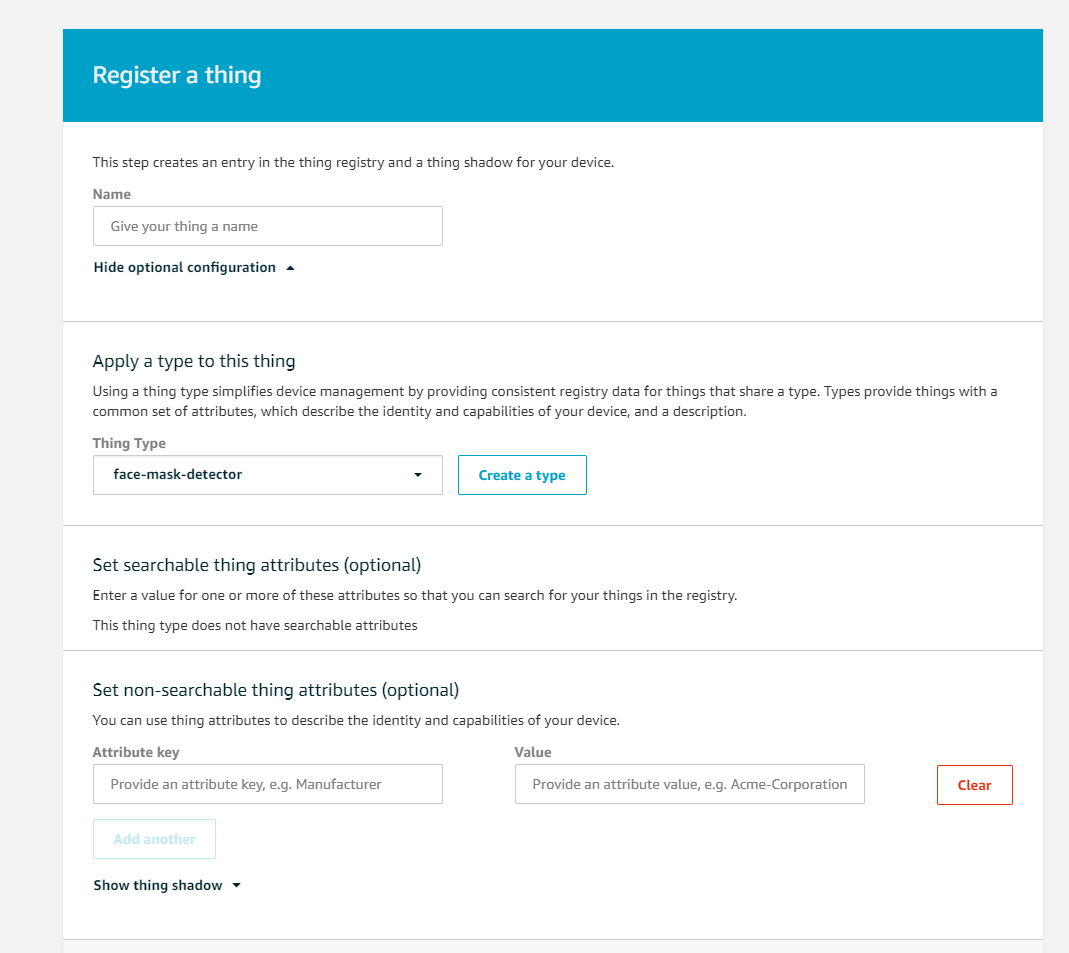 Register a thing
This step creates an entry in the thing registry and a thing shadow for your device.
Name
Give your thing a name
Hide optional configuration
Apply a type to this thing
Using a thing type simplifies device management by providing consistent registry data for things that share a type. Types provide things with a
common set of attributes, which describe the identity and capabilities of your device, and a description.
Thing Type
face-mask-detector
Create a type
Set searchable thing attributes (optional)
Enter a value for one or more of these attributes so that you can search for your things in the registry.
This thing type does not have searchable attributes
Set non-searchable thing attributes (optional)
You can use thing attributes to describe the identity and capabilities of your device.
Attribute key
Value
Provide an attribute key, e.g. Manufacturer
Provide an attribute value, e.g. Acme-Corporation
Clear
Add another
Show thing shadow